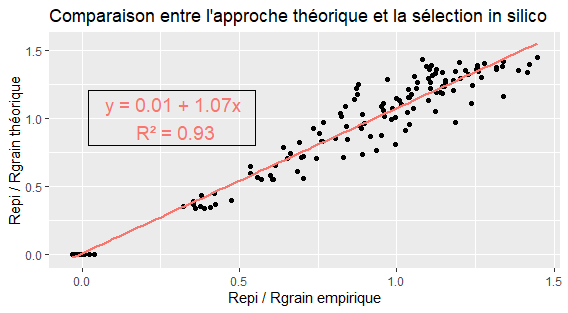 Comparaison entre l'approche théorique et la sélection in silico
Repi / Rgrain théorique
1.5
1.0
0.5
0.0
y = 0.01 + 1.07x
R² = 0.93
0.0
0.5
1.0
1.5
Repi / Rgrain empirique